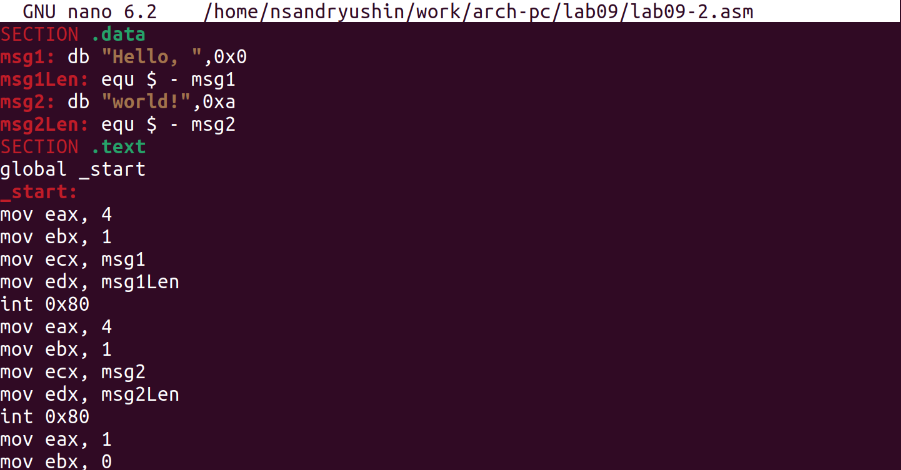 GNU nano 6.2 /home/nsandryushin/work/arch-pc/lab09/lab09-2.asm
SECTION .data
msg1: db "Hello, ",0x0
msg1Len: equ $ - msg1
msg2: db "world!",0xa
msg2Len: equ $ - msg2
SECTION .text
global _start
_start:
mov eax, 4
mov ebx, 1
mov ecx, msg1
mov edx, msg1Len
int 0x80
mov eax, 4
mov ebx, 1
mov ecx, msg2
mov edx, msg2Len
int 0x80
mov eax, 1
mov ebx, 0